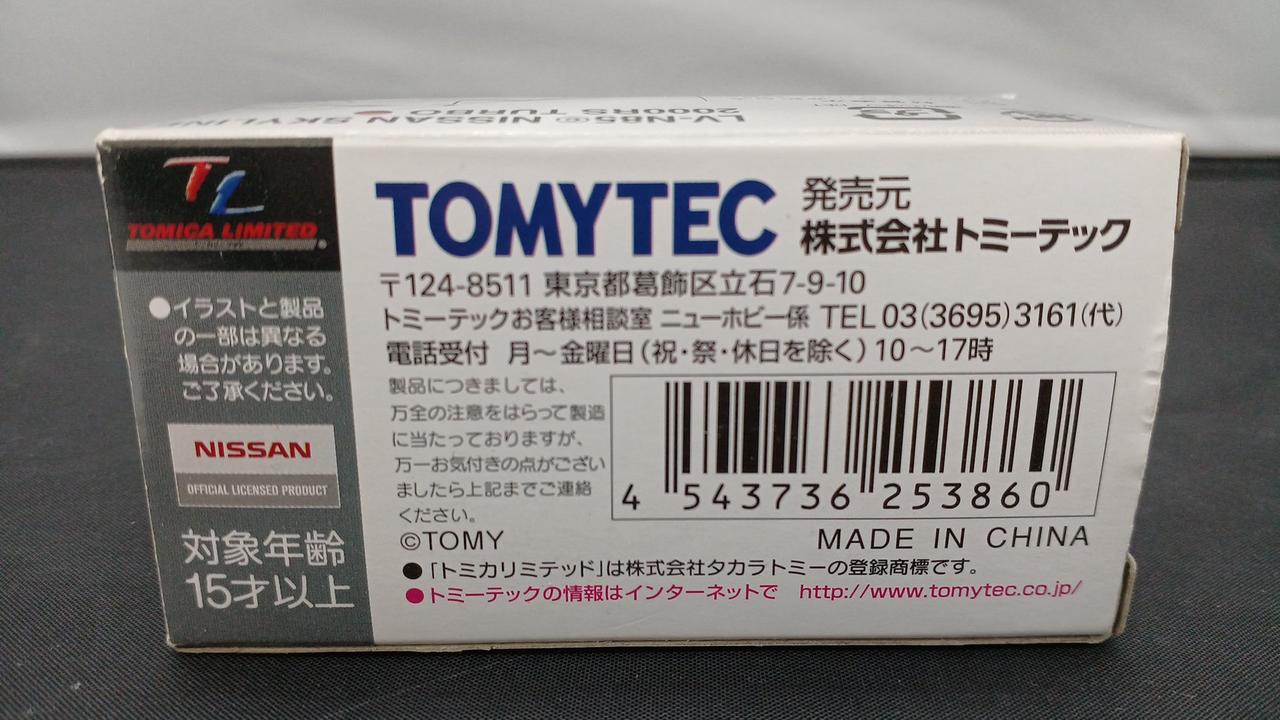 LV-N85ⓒ NISSAN SKYLINE
2000RS TURBO
TL
TOMICA LIMITED
●イラストと製品
の一部は異なる
場合があります。
ご了承ください。
NISSAN
OFFICIAL LICENSED PRODUCT
対象年齢
15才以上
TOMYTEC
発売元
株式会社トミーテック
〒124-8511 東京都葛飾区立石7-9-10
トミーテックお客様相談室 ニューホビー係 TEL 03(3695)3161(代)
電話受付 月〜金曜日(祝・祭・休日を除く)10〜17時
製品につきましては、
万全の注意をはらって製造
に当たっておりますが、
万一お気付きの点がござい
ましたら上記までご連絡
ください。
4 543736 253860
©TOMY
MADE IN CHINA
●「トミカリミテッド」は株式会社タカラトミーの登録商標です。
●トミーテックの情報はインターネットで http://www.tomytec.co.jp/